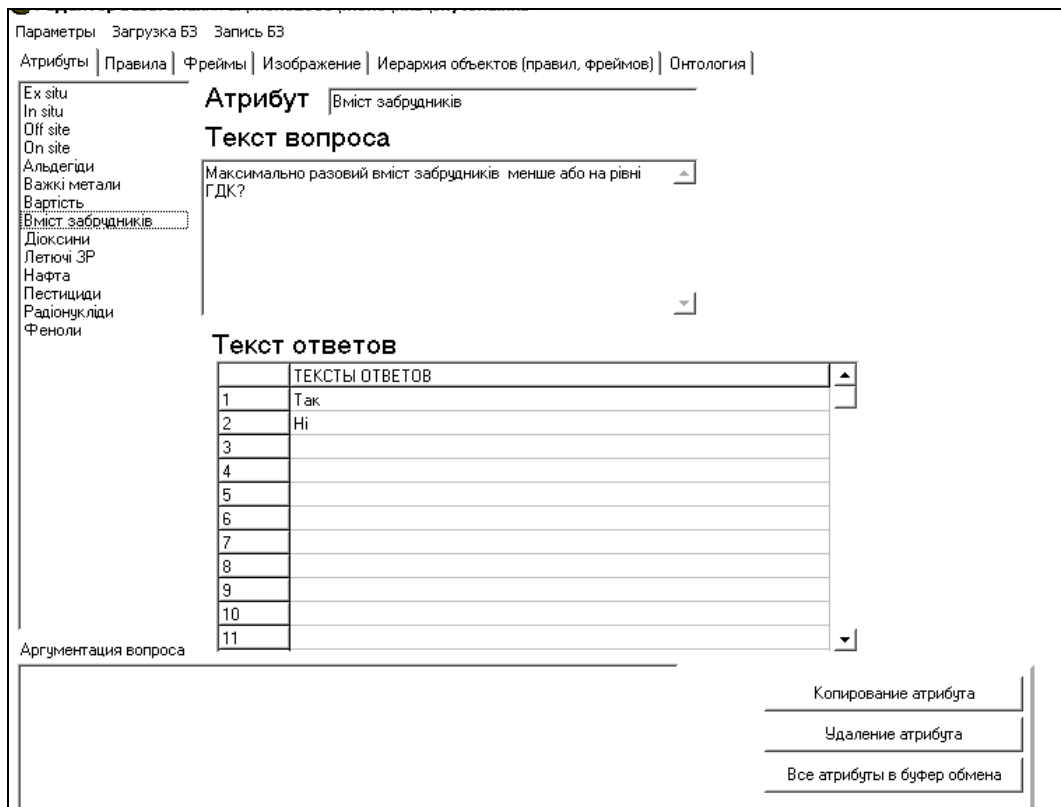 Параметры Загрузка БЗ Запись БЗ
Атрибуты Правила Фреймы Изображение Иерархия объектов (правил, фреймов) Онтология
Ex situ
In situ
Off site
On site
Альдегіди
Важкі метали
Вартість
Вміст забрудників
Діоксини
Летючі ЗР
Нафта
Пестициди
Радіонукліди
Феноли
Атрибут Вміст забрудників
Текст вопроса
Максимально разовий вміст забрудників менше або на рівні
ГДК?
Текст ответов
ТЕКСТЫ ОТВЕТОВ
1 Так
2 Ні
3
4
5
6
7
8
9
10
11
Аргументация вопроса
Копирование атрибута
Удаление атрибута
Все атрибуты в буфер обмена